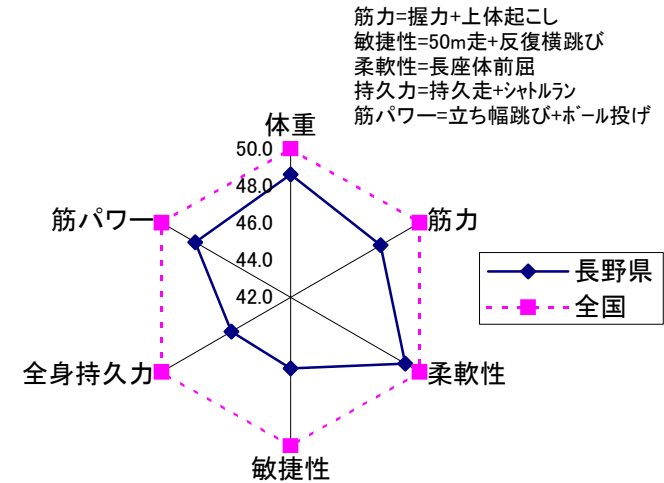 筋力=握力+上体起こし
敏捷性=50m走+反復横跳び
柔軟性=長座体前屈
持久力=持久走+ｼｬﾄﾙﾗﾝ
筋パワー=立ち幅跳び+ﾎﾞｰﾙ投げ
体重
50.0
48.0
46.0
44.0
42.0
筋パワー
筋力
長野県
全国
全身持久力
柔軟性
敏捷性